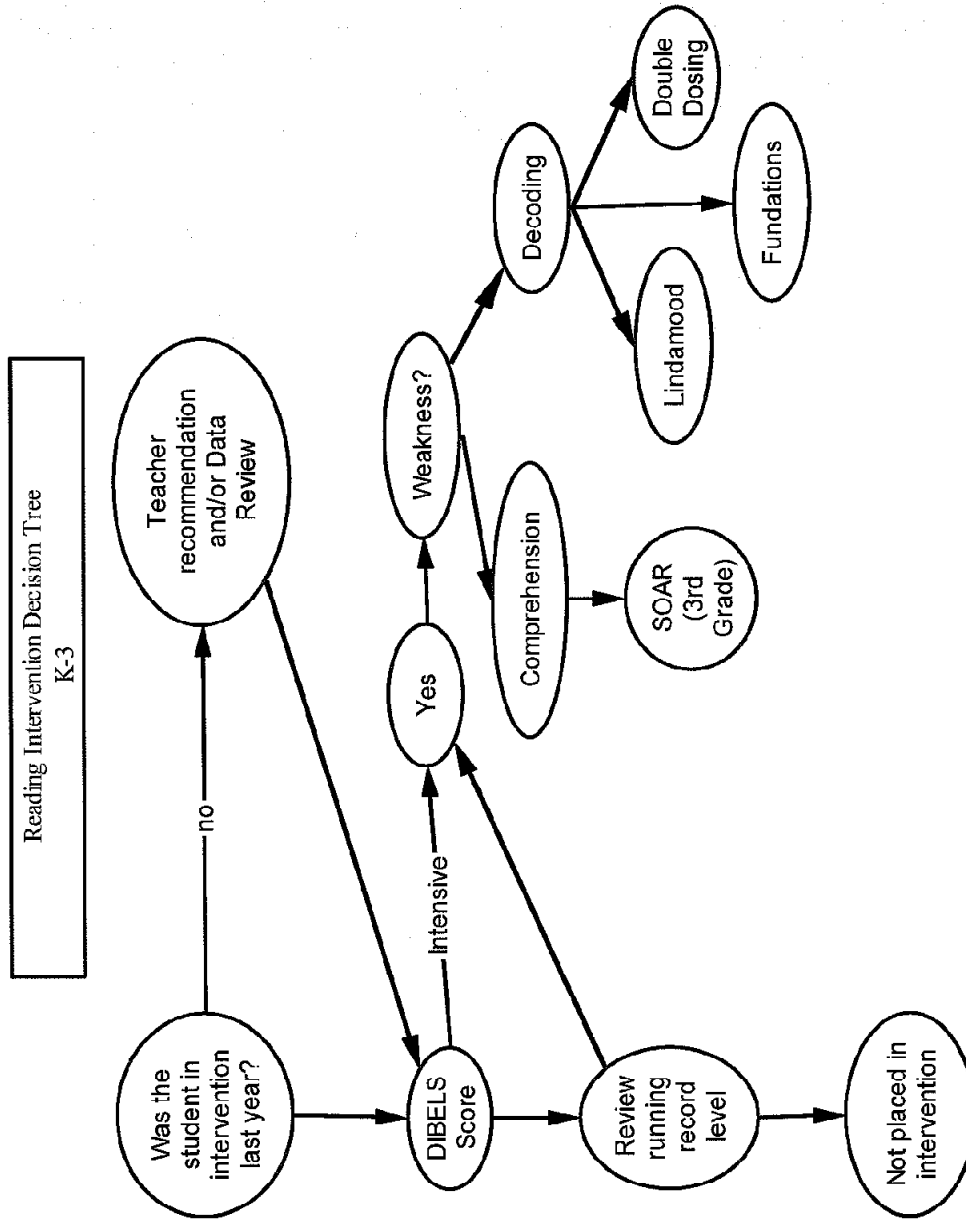 Reading Intervention Decision Tree
K-3
Was the
student in
intervention
last year?
no
Teacher
recommendation
and/or Data
Review
DIBELS
Score
Intensive
Yes
Weakness?
Review
running
record
level
Comprehension
Decoding
Not placed in
intervention
SOAR
(3rd
Grade)
Lindamood
Fundations
Double
Dosing